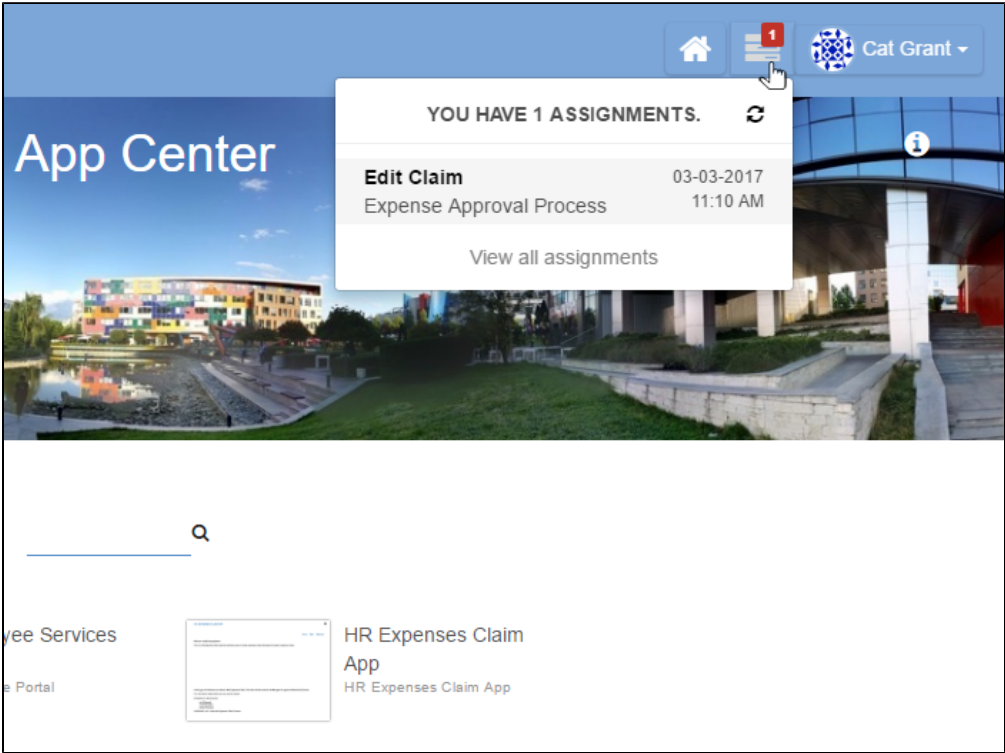 1
Cat Grant
YOU HAVE 1 ASSIGNMENTS.
App Center
Edit Claim
03-03-2017
Expense Approval Process
11:10 AM
View all assignments
yee Services
HR Expenses Claim
App
e Portal
HR Expenses Claim App